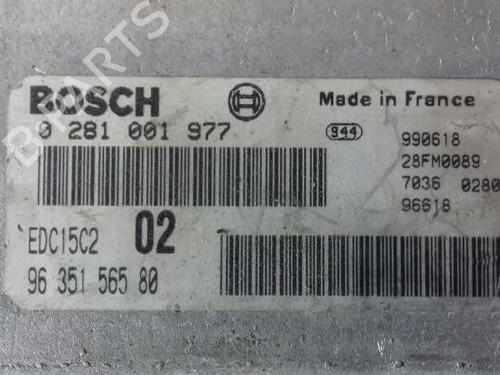 BOSCH
Made in France
0 281 001 977
944
990618
28FM0089
7036 0280
96618
EDC15C2 02
96 351 565 80
PARTS